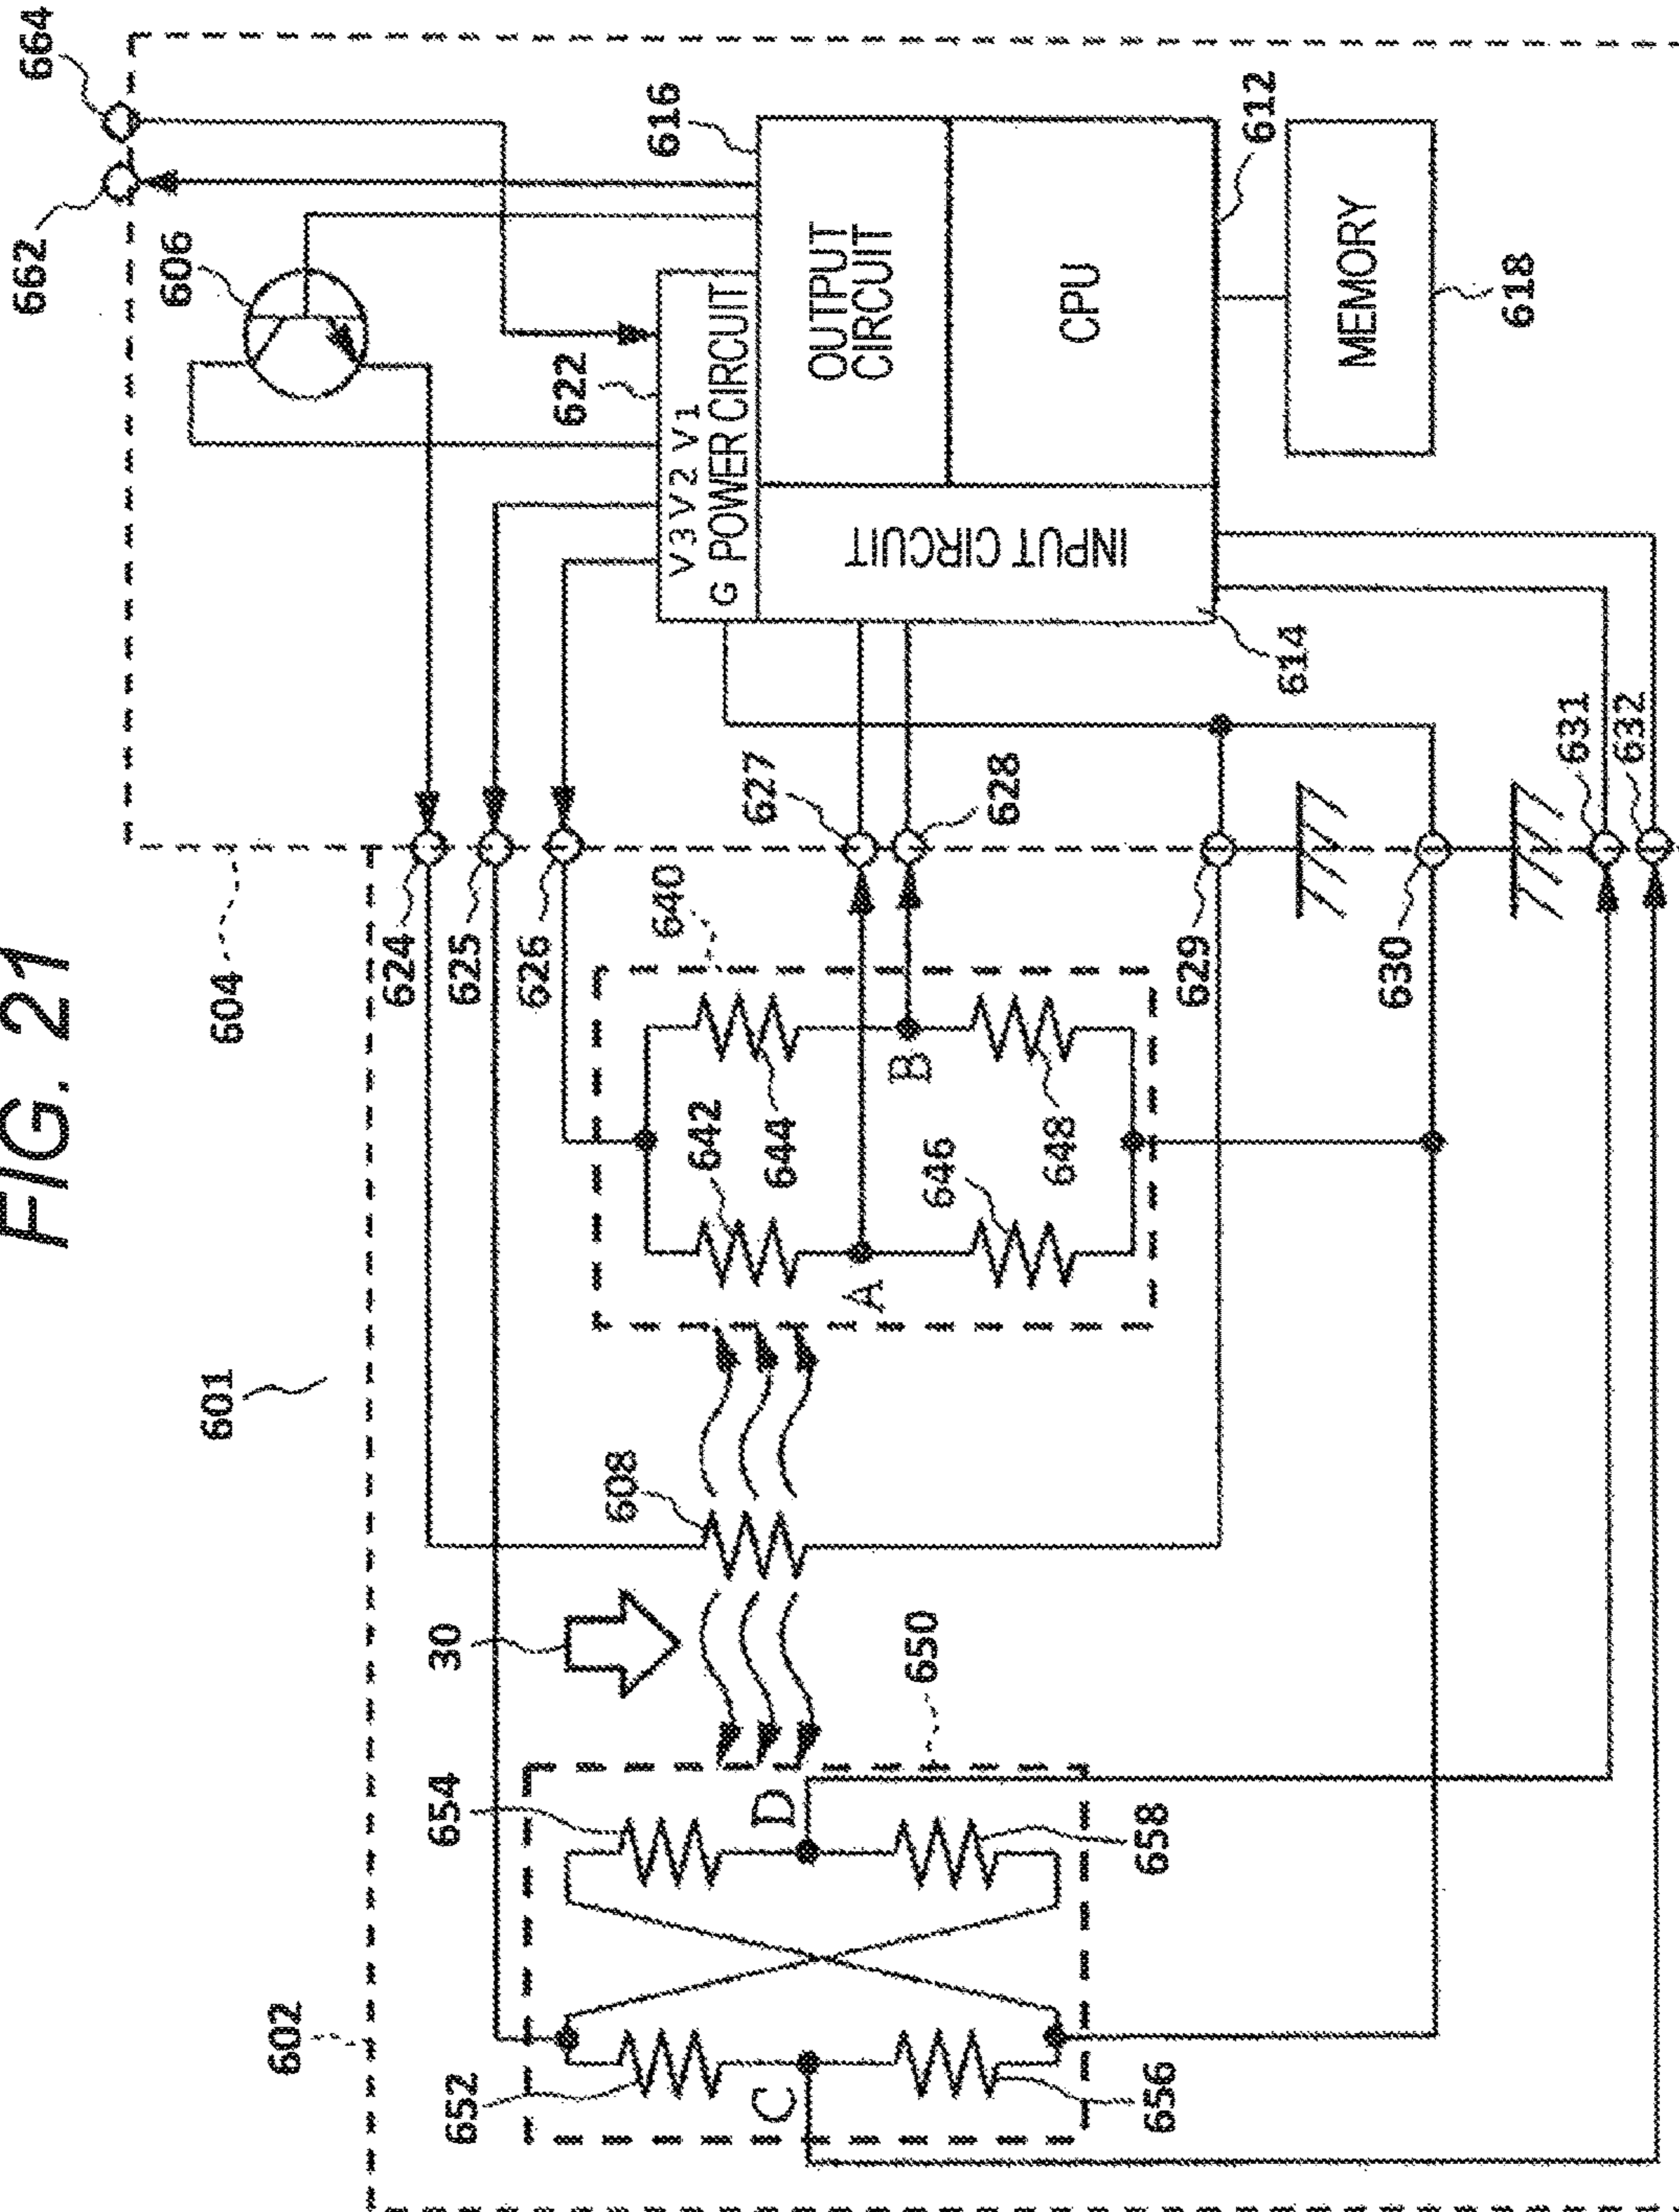 FIG. 21
664
662
606
616
612
622
V3 V2 V1
G POWER CIRCUIT
OUTPUT
CIRCUIT
CPU
MEMORY
618
INPUT CIRCUIT
614
604
624
625
626
627
628
629
630
631
632
640
642
644
646
648
A
B
601
608
30
650
654
D
658
602
652
C
656